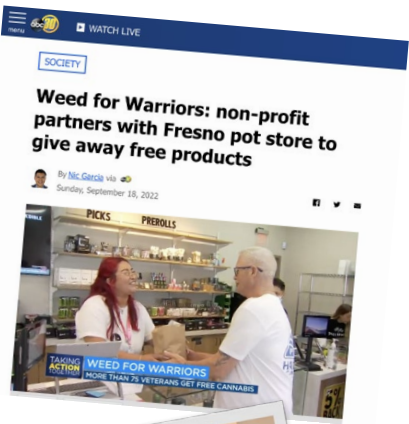 menu
abc 30
WATCH LIVE
SOCIETY
Weed for Warriors: non-profit
partners with Fresno pot store to
give away free products
By Nic Garcia via
Sunday, September 18, 2022
PICKS PREROLLS
TAKING
ACTION
TOGETHER
WEED FOR WARRIORS
MORE THAN 75 VETERANS GET FREE CANNABIS